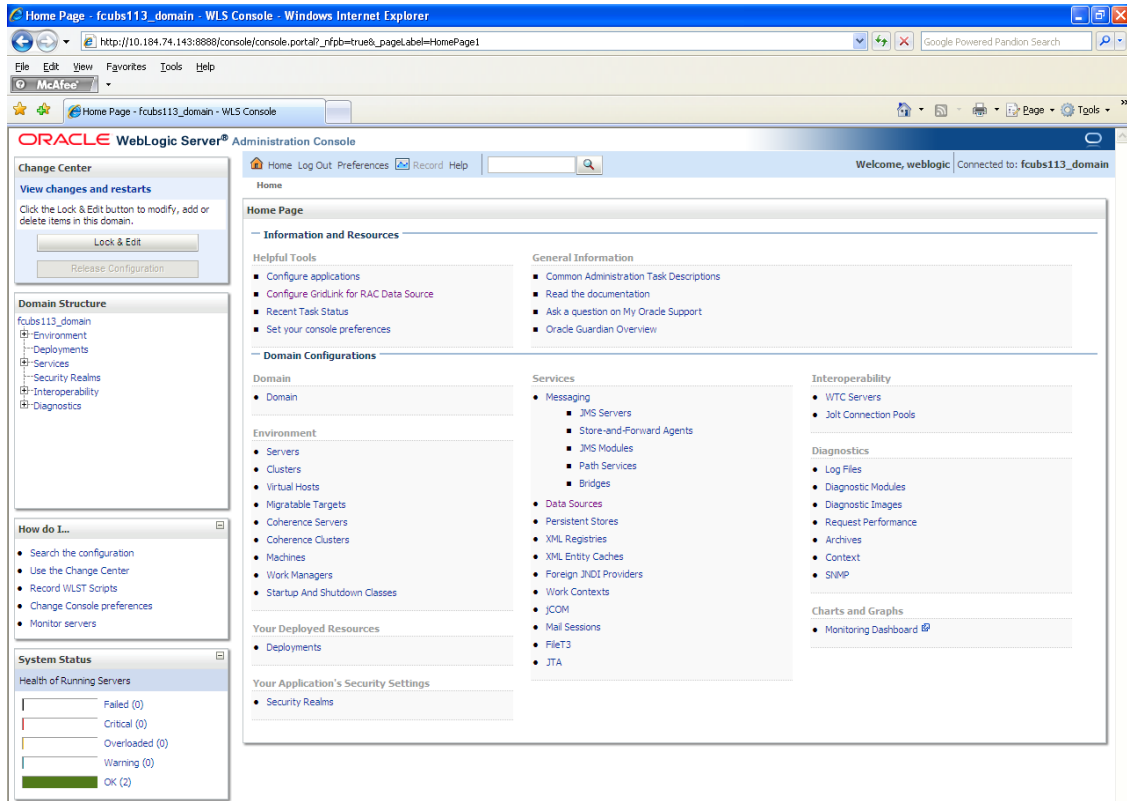 Home Page - fcubs113_domain - WLS Console - Windows Internet Explorer
http://10.184.74.143:8888/console/console.portal?_nfpb=true&_pageLabel=HomePage1
Google Powered Pandion Search
File Edit View Favorites Tools Help
McAfee
Home Page - fcubs113_domain - WLS Console
Page Tools
ORACLE WebLogic Server® Administration Console
Change Center
View changes and restarts
Click the Lock & Edit button to modify, add or
delete items in this domain.
Lock & Edit
Release Configuration
Domain Structure
fcubs113_domain
Environment
Deployments
Services
Security Realms
Interoperability
Diagnostics
How do I...
Search the configuration
Use the Change Center
Record WLST Scripts
Change Console preferences
Monitor servers
System Status
Health of Running Servers
Failed (0)
Critical (0)
Overloaded (0)
Warning (0)
OK (2)
Home Log Out Preferences Record Help
Welcome, weblogic Connected to: fcubs113_domain
Home
Home Page
Information and Resources
Helpful Tools
Configure applications
Configure GridLink for RAC Data Source
Recent Task Status
Set your console preferences
General Information
Common Administration Task Descriptions
Read the documentation
Ask a question on My Oracle Support
Oracle Guardian Overview
Domain Configurations
Domain
Domain
Environment
Servers
Clusters
Virtual Hosts
Migratable Targets
Coherence Servers
Coherence Clusters
Machines
Work Managers
Startup And Shutdown Classes
Your Deployed Resources
Deployments
Your Application's Security Settings
Security Realms
Services
Messaging
JMS Servers
Store-and-Forward Agents
JMS Modules
Path Services
Bridges
Data Sources
Persistent Stores
XML Registries
XML Entity Caches
Foreign JNDI Providers
Work Contexts
jCOM
Mail Sessions
FileT3
JTA
Interoperability
WTC Servers
Jolt Connection Pools
Diagnostics
Log Files
Diagnostic Modules
Diagnostic Images
Request Performance
Archives
Context
SNMP
Charts and Graphs
Monitoring Dashboard